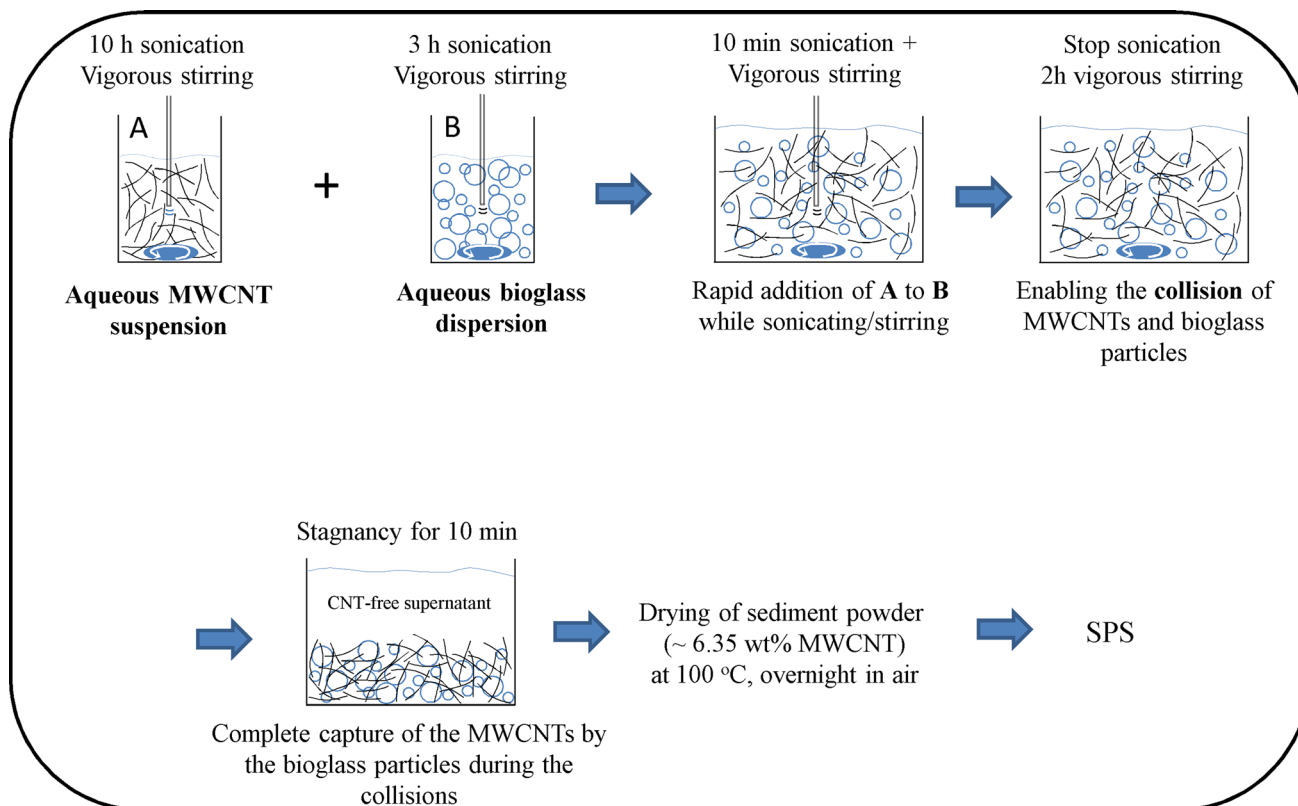 10 h sonication
Vigorous stirring
A
Aqueous MWCNT
suspension
+
3 h sonication
Vigorous stirring
B
Aqueous bioglass
dispersion
10 min sonication +
Vigorous stirring
Rapid addition of A to B
while sonicating/stirring
Stop sonication
2h vigorous stirring
Enabling the collision of
MWCNTs and bioglass
particles
Stagnancy for 10 min
CNT-free supernatant
Complete capture of the MWCNTs by
the bioglass particles during the
collisions
Drying of sediment powder
(~ 6.35 wt% MWCNT)
at 100 °C, overnight in air
SPS